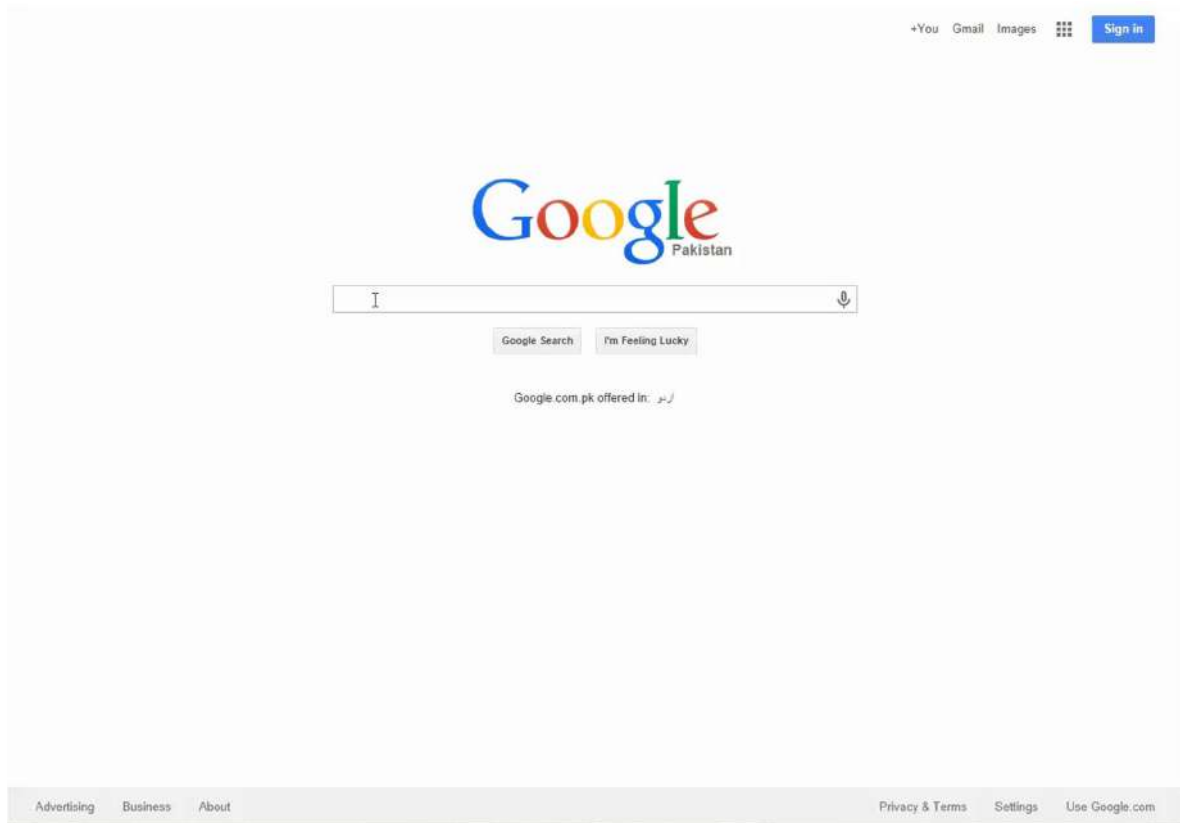 +You Gmail Images Sign in
Google
Pakistan
Google Search I'm Feeling Lucky
Google.com.pk offered in: اردو
Advertising Business About Privacy & Terms Settings Use Google.com